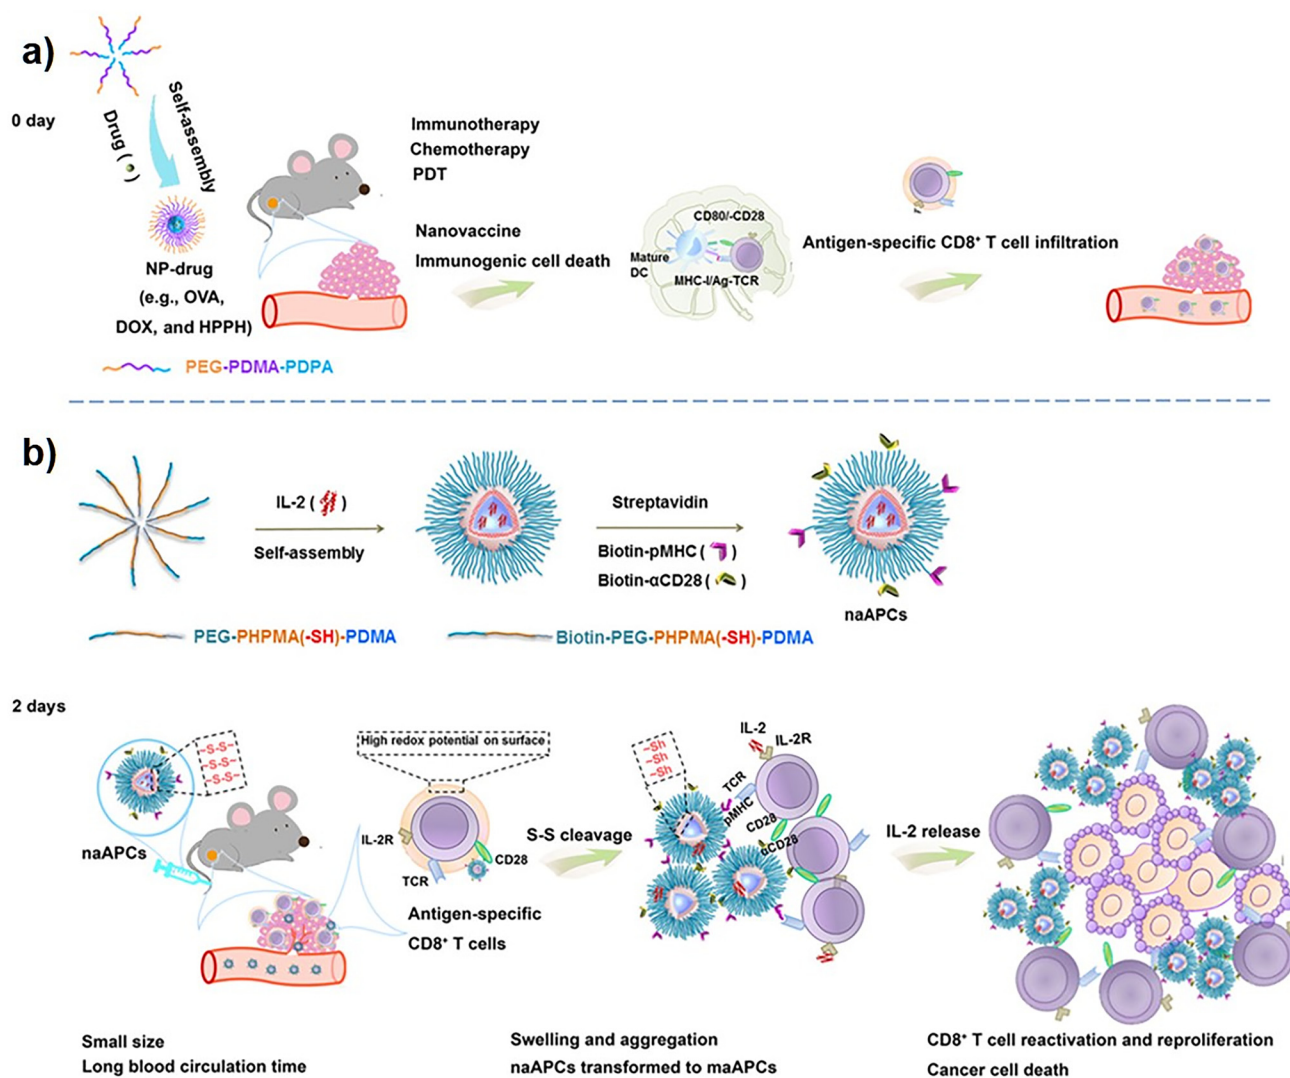 a)
0 day
Drug ( )
Self-assembly
NP-drug
(e.g., OVA,
DOX, and HPPH)
Immunotherapy
Chemotherapy
PDT
Nanovaccine
Immunogenic cell death
CD80/-CD28
Mature
DC
MHC-I/Ag-TCR
Antigen-specific CD8⁺ T cell infiltration
PEG-PDMA-PDPA
b)
IL-2 ( )
Self-assembly
Streptavidin
Biotin-pMHC ( )
Biotin-αCD28 ( )
naAPCs
PEG-PHPMA(-SH)-PDMA
Biotin-PEG-PHPMA(-SH)-PDMA
2 days
naAPCs
-S-S-
-S-S-
-S-S-
High redox potential on surface
IL-2R
TCR
CD28
Antigen-specific
CD8⁺ T cells
S-S cleavage
-Sh
-Sh
-Sh
IL-2
IL-2R
TCR
pMHC
CD28
αCD28
IL-2 release
Small size
Long blood circulation time
Swelling and aggregation
naAPCs transformed to maAPCs
CD8⁺ T cell reactivation and reproliferation
Cancer cell death